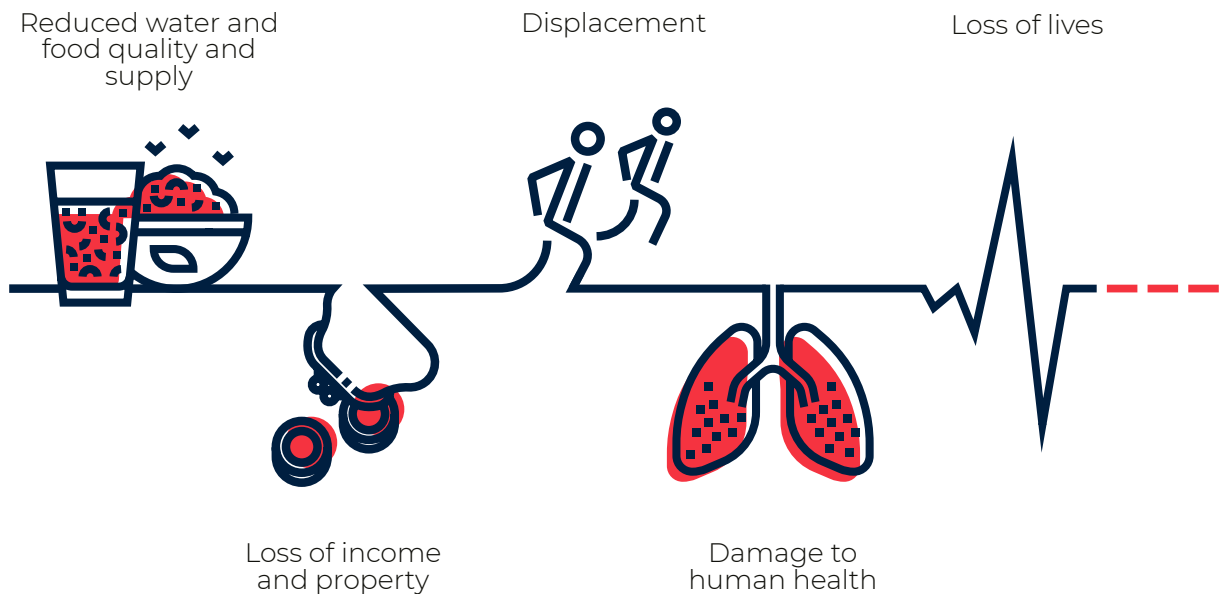 Reduced water and
food quality and
supply
Displacement
Loss of lives
Loss of income
and property
Damage to
human health